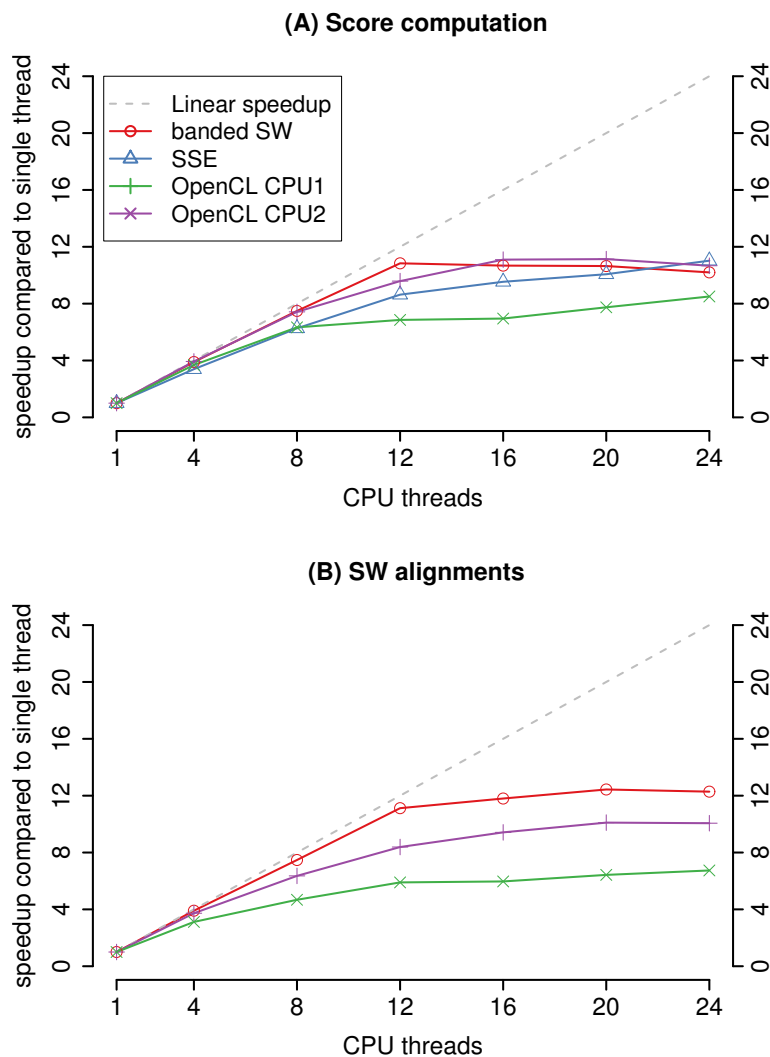 (A) Score computation
speedup compared to single thread
0 4 8 12 16 20 24
Linear speedup
banded SW
SSE
OpenCL CPU1
OpenCL CPU2
0 4 8 12 16 20 24
1 4 8 12 16 20 24
CPU threads
(B) SW alignments
speedup compared to single thread
0 4 8 12 16 20 24
0 4 8 12 16 20 24
1 4 8 12 16 20 24
CPU threads